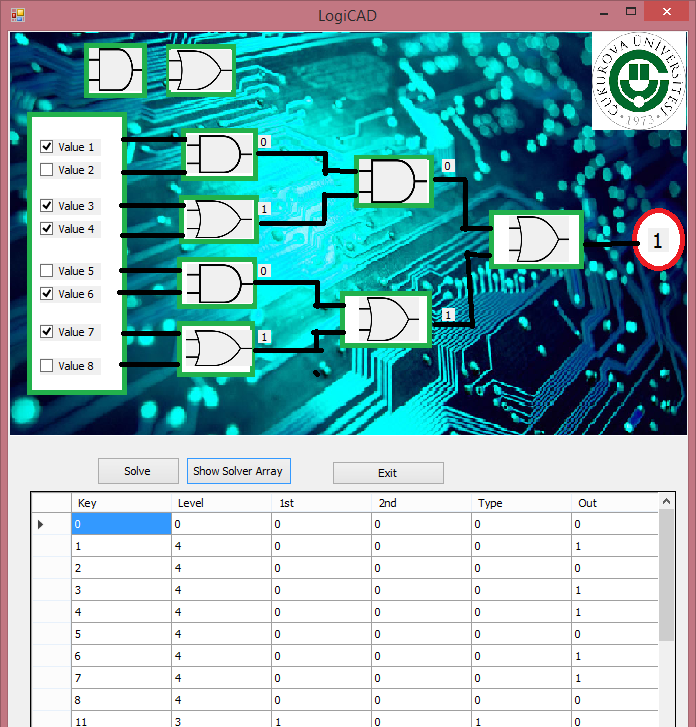 LogiCAD
ÇUKUROVA ÜNİVERSİTESİ
1973
Value 1
Value 2
Value 3
Value 4
Value 5
Value 6
Value 7
Value 8
0
1
0
1
0
1
1
Solve Show Solver Array Exit
Key Level 1st 2nd Type Out
0 0 0 0 0 0
1 4 0 0 0 1
2 4 0 0 0 0
3 4 0 0 0 1
4 4 0 0 0 1
5 4 0 0 0 0
6 4 0 0 0 1
7 4 0 0 0 1
8 4 0 0 0 0
11 3 1 0 1 0